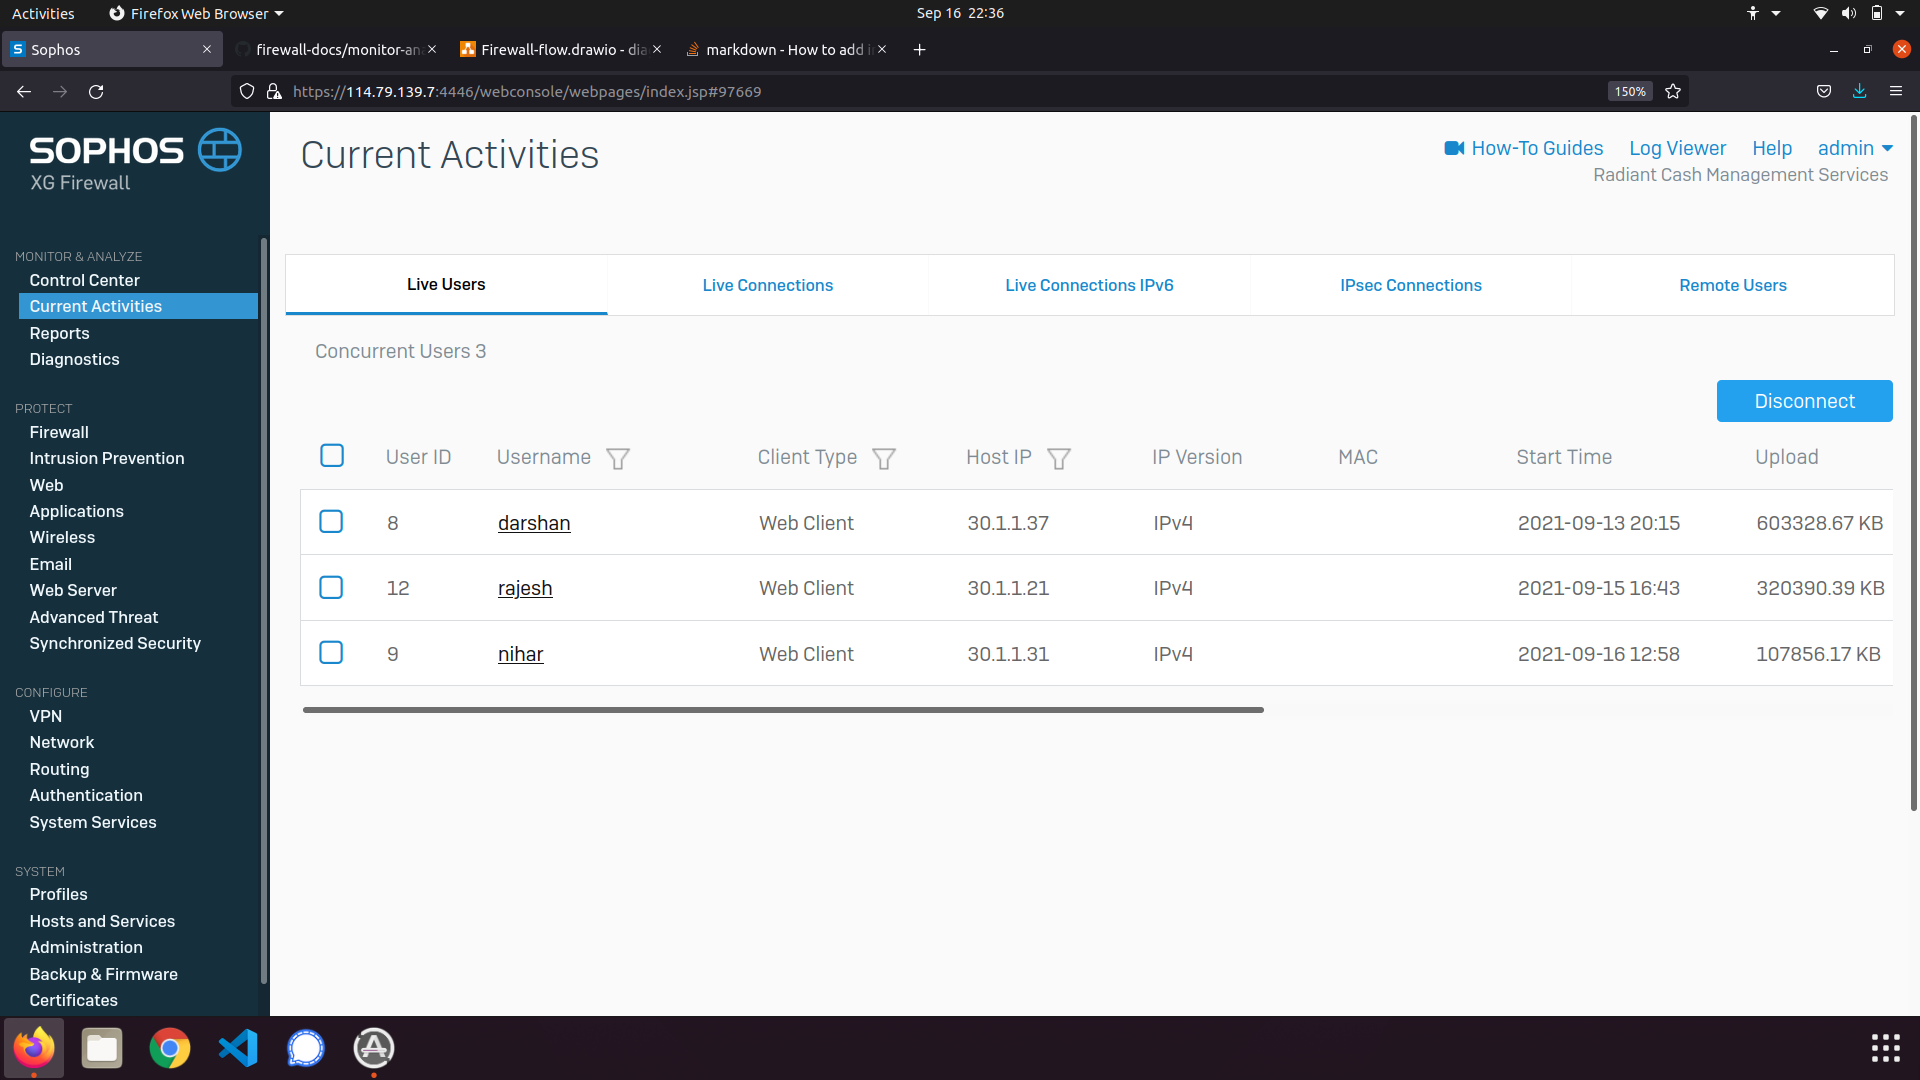 Activities
Firefox Web Browser
Sep 16 22:36
Sophos
firewall-docs/monitor-an
Firewall-flow.drawio - dia
markdown - How to add i
https://114.79.139.7:4446/webconsole/webpages/index.jsp#97669
150%
SOPHOS
XG Firewall
Current Activities
How-To Guides
Log Viewer
Help
admin
Radiant Cash Management Services
MONITOR & ANALYZE
Control Center
Current Activities
Reports
Diagnostics
PROTECT
Firewall
Intrusion Prevention
Web
Applications
Wireless
Email
Web Server
Advanced Threat
Synchronized Security
CONFIGURE
VPN
Network
Routing
Authentication
System Services
SYSTEM
Profiles
Hosts and Services
Administration
Backup & Firmware
Certificates
Live Users
Live Connections
Live Connections IPv6
IPsec Connections
Remote Users
Concurrent Users 3
Disconnect
User ID Username Client Type Host IP IP Version MAC Start Time Upload
8 darshan Web Client 30.1.1.37 IPv4 2021-09-13 20:15 603328.67 KB
12 rajesh Web Client 30.1.1.21 IPv4 2021-09-15 16:43 320390.39 KB
9 nihar Web Client 30.1.1.31 IPv4 2021-09-16 12:58 107856.17 KB